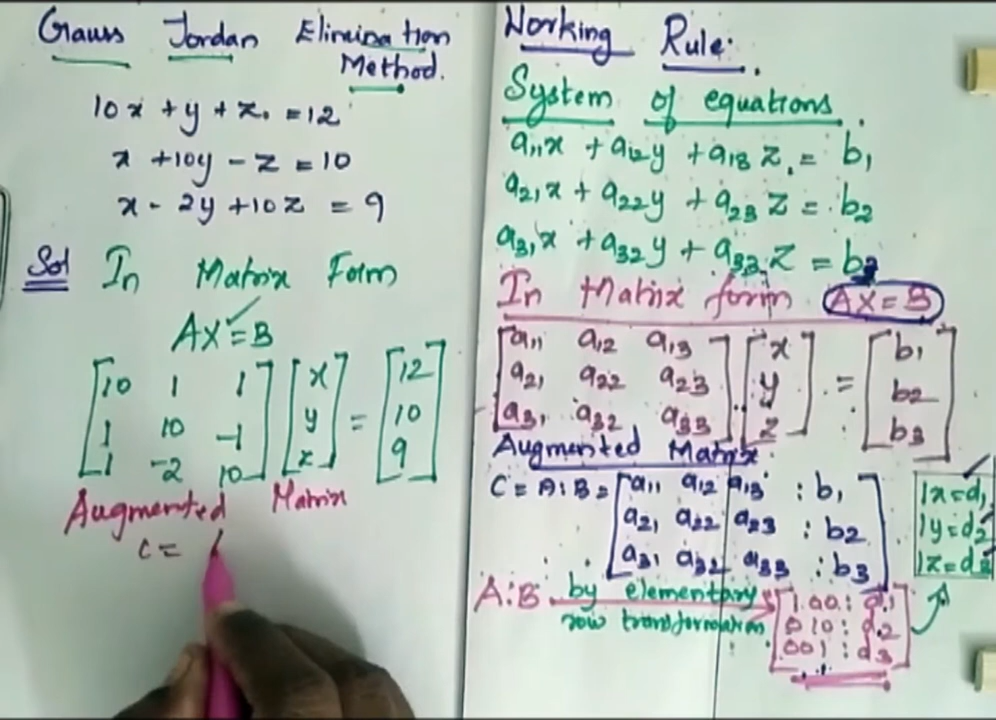 Gauss Jordan Elimination
Method.
10x + y + z = 12
x + 10y - z = 10
x - 2y + 10z = 9
Sol In Matrix Form
AX = B
[10 1 1] [x] = [12]
[1 10 -1] [y] = [10]
[1 -2 10] [z] = [9]
Augmented Matrix
C =
Working Rule:
System of equations
a11x + a12y + a13z = b1
a21x + a22y + a23z = b2
a31x + a32y + a33z = b3
In Matrix form AX = B
[a11 a12 a13] [x] = [b1]
[a21 a22 a23] [y] = [b2]
[a31 a32 a33] [z] = [b3]
Augmented Matrix
C = A:B = [a11 a12 a13 : b1]
[a21 a22 a23 : b2]
[a31 a32 a33 : b3]
1x = d1
1y = d2
1z = d3
A:B by elementary
row transformation
[1 0 0 : d1]
[0 1 0 : d2]
[0 0 1 : d3]